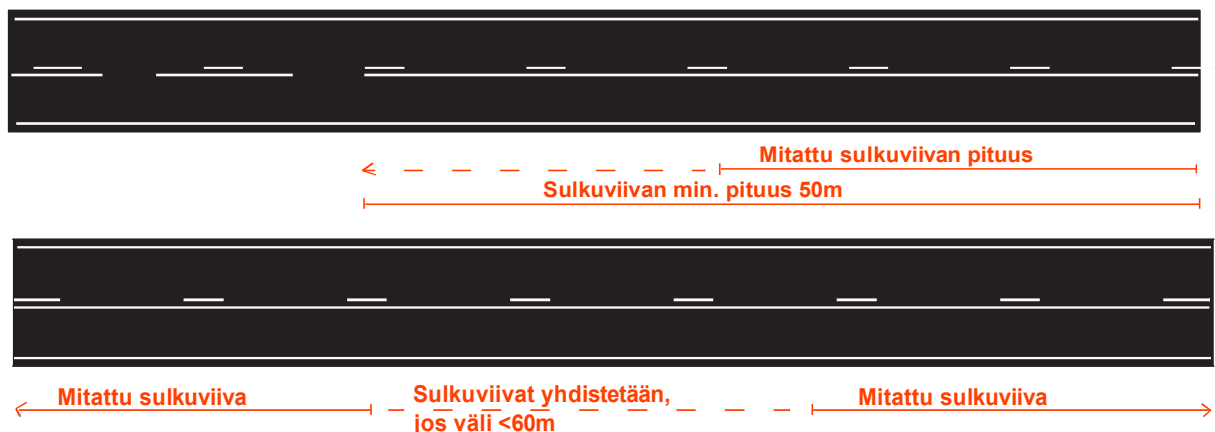 Mitattu sulkuviivan pituus
Sulkuviivan min. pituus 50m
Mitattu sulkuviiva
Sulkuviivat yhdistetään,
jos väli <60m
Mitattu sulkuviiva